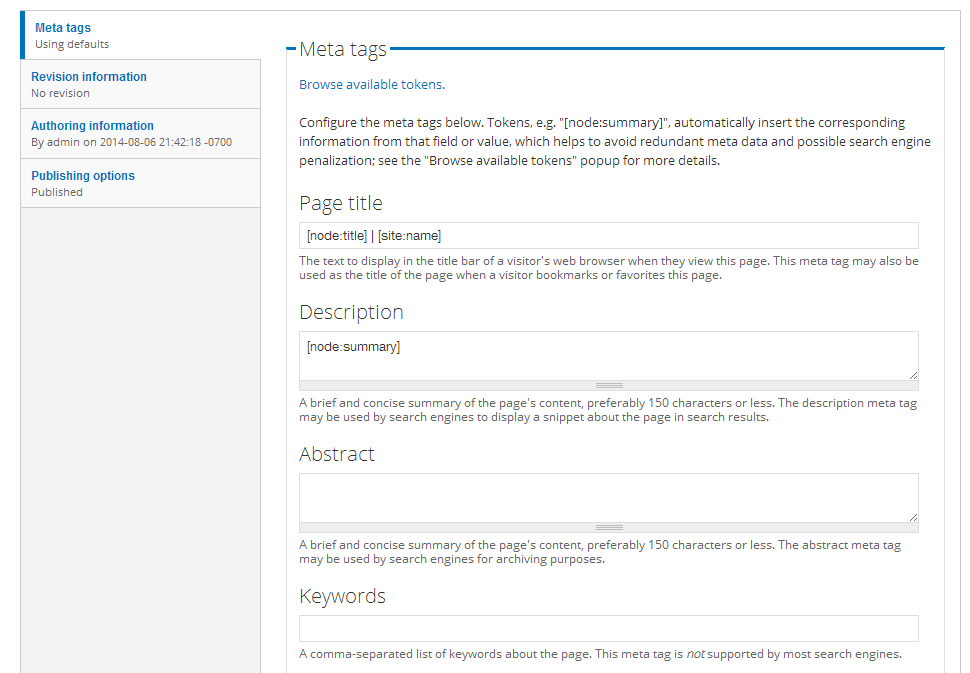 Meta tags
Using defaults
Revision information
No revision
Authoring information
By admin on 2014-08-06 21:42:18 -0700
Publishing options
Published
Meta tags
Browse available tokens.
Configure the meta tags below. Tokens, e.g. "[node:summary]", automatically insert the corresponding
information from that field or value, which helps to avoid redundant meta data and possible search engine
penalization; see the "Browse available tokens" popup for more details.
Page title
[node:title] | [site:name]
The text to display in the title bar of a visitor's web browser when they view this page. This meta tag may also be
used as the title of the page when a visitor bookmarks or favorites this page.
Description
[node:summary]
A brief and concise summary of the page's content, preferably 150 characters or less. The description meta tag
may be used by search engines to display a snippet about the page in search results.
Abstract
A brief and concise summary of the page's content, preferably 150 characters or less. The abstract meta tag
may be used by search engines for archiving purposes.
Keywords
A comma-separated list of keywords about the page. This meta tag is not supported by most search engines.